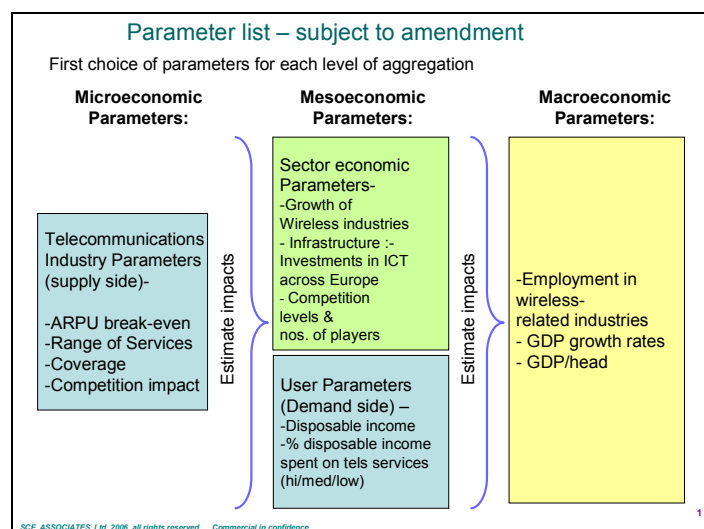 Parameter list – subject to amendment
First choice of parameters for each level of aggregation
Microeconomic
Parameters:
Telecommunications
Industry Parameters
(supply side)-
-ARPU break-even
-Range of Services
-Coverage
-Competition impact
Estimate impacts
Mesoeconomic
Parameters:
Sector economic
Parameters-
-Growth of
Wireless industries
- Infrastructure :-
Investments in ICT
across Europe
- Competition
levels &
nos. of players
User Parameters
(Demand side) –
-Disposable income
-% disposable income
spent on tels services
(hi/med/low)
Estimate impacts
Macroeconomic
Parameters:
-Employment in
wireless-
related industries
- GDP growth rates
- GDP/head
1
SCF ASSOCIATES Ltd 2006 all rights reserved Commercial in confidence